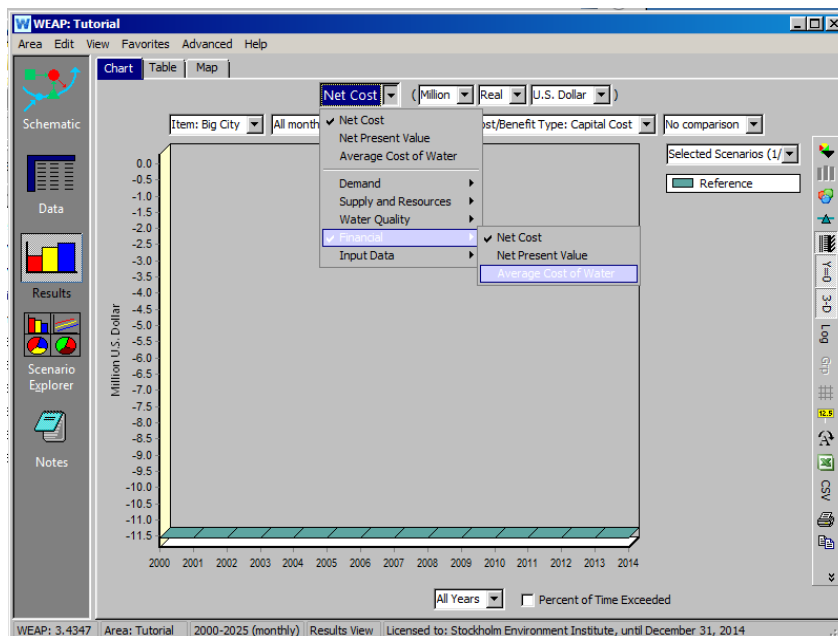 WEAP: Tutorial
Area Edit View Favorites Advanced Help
Chart Table Map
Net Cost ( Million Real U.S. Dollar )
Item: Big City All month ost/Benefit Type: Capital Cost No comparison
Net Cost
Net Present Value
Average Cost of Water
Demand
Supply and Resources
Water Quality
Financial
Input Data
Net Cost
Net Present Value
Average Cost of Water
Selected Scenarios (1/
Reference
Schematic
Data
Results
Scenario
Explorer
Notes
Million U.S. Dollar
0.0
-0.5
-1.0
-1.5
-2.0
-2.5
-3.0
-3.5
-4.0
-4.5
-5.0
-5.5
-6.0
-6.5
-7.0
-7.5
-8.0
-8.5
-9.0
-9.5
-10.0
-10.5
-11.0
-11.5
2000 2001 2002 2003 2004 2005 2006 2007 2008 2009 2010 2011 2012 2013 2014
All Years Percent of Time Exceeded
Y=0
3-D
Log
Grp
12.5
CSV
WEAP: 3.4347 Area: Tutorial 2000-2025 (monthly) Results View Licensed to: Stockholm Environment Institute, until December 31, 2014